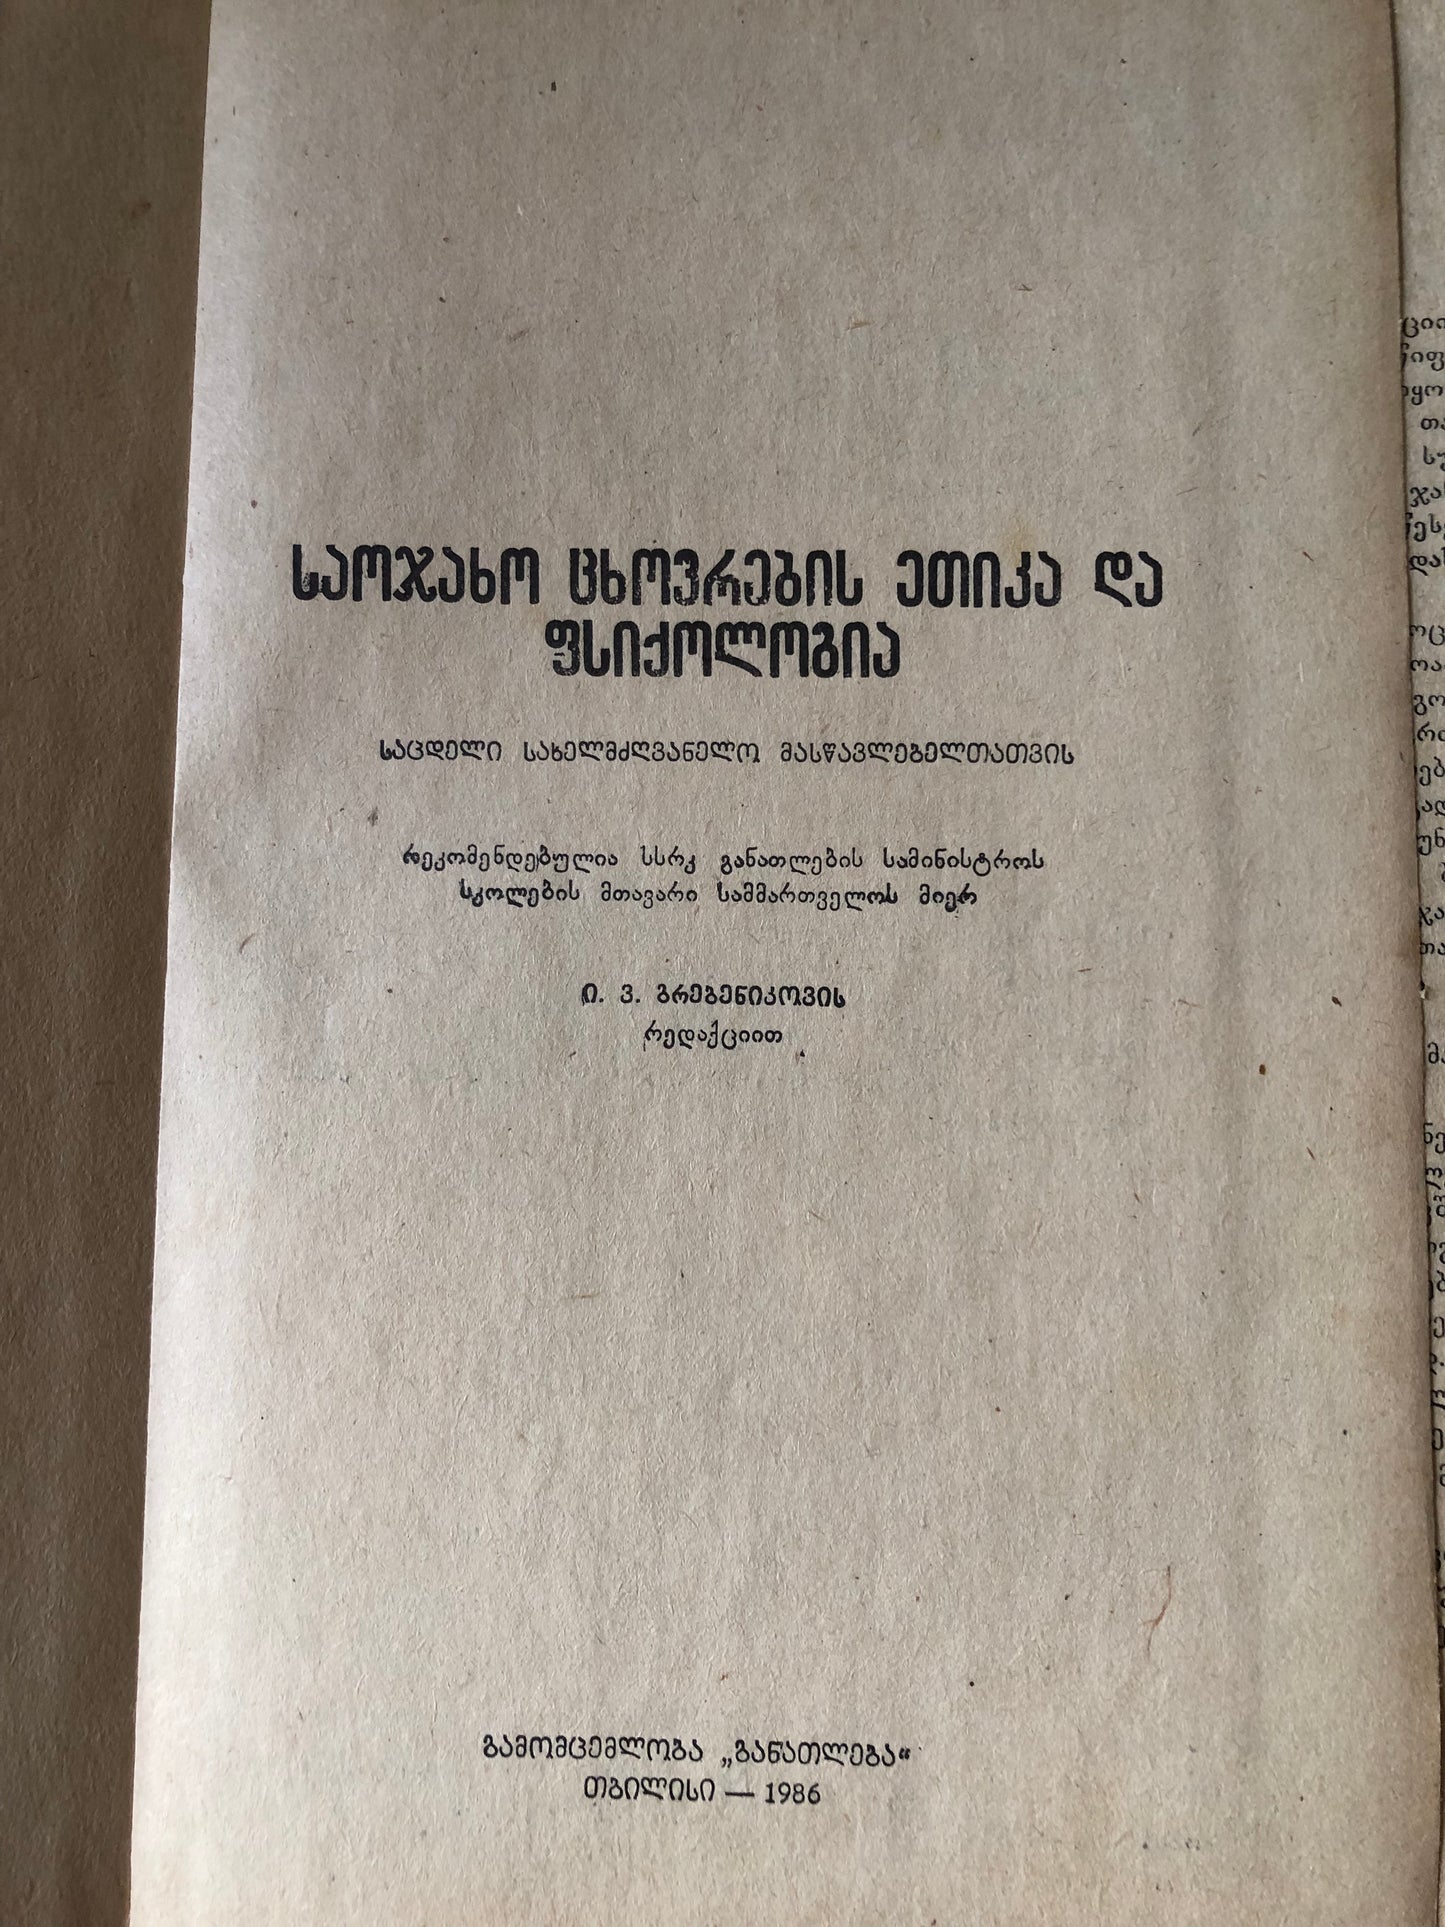 საოჯახო ცხოვრების ეთიკა და
ფსიქოლოგია
საცდელი სახელმძღვანელო მასწავლებელთათვის
რეკომენდებულია სსრკ განათლების სამინისტროს
სკოლების მთავარი სამმართველოს მიერ
ი. ვ. გრებენიკოვის
რედაქციით
გამომცემლობა „განათლება“
თბილისი — 1986